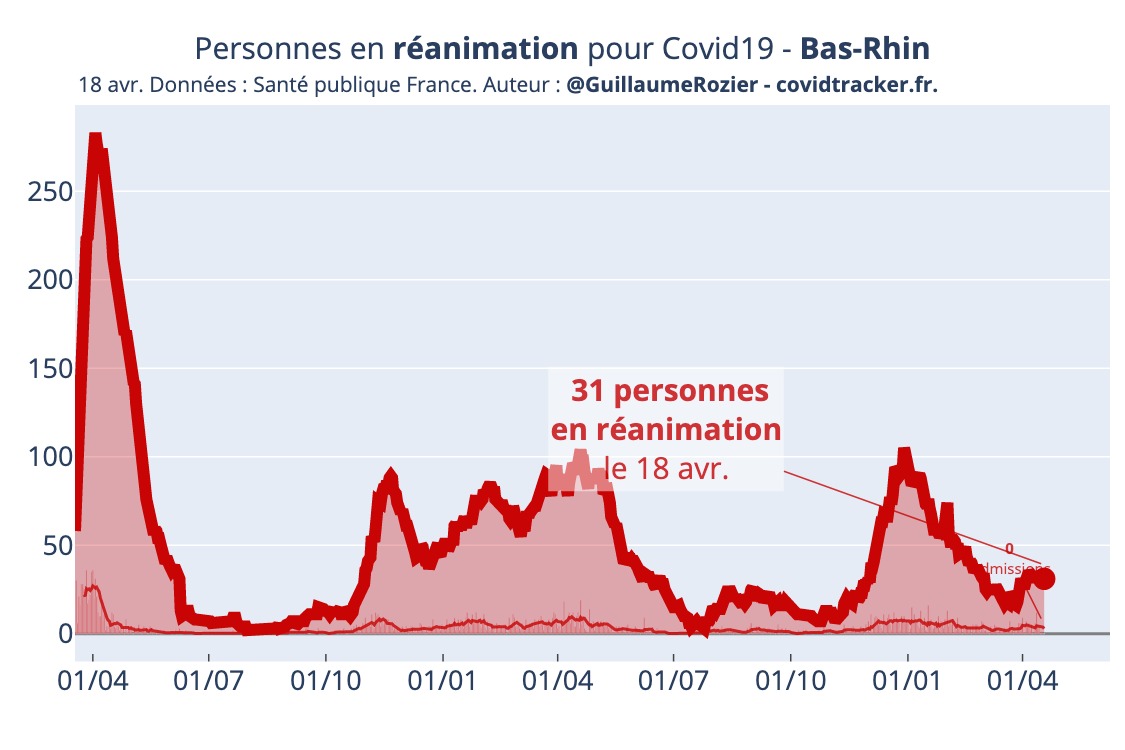 Personnes en réanimation pour Covid19 - Bas-Rhin
18 avr. Données : Santé publique France. Auteur : @GuillaumeRozier - covidtracker.fr.
250
200
150
100
50
0
31 personnes
en réanimation
le 18 avr.
0
dmissions
01/04 01/07 01/10 01/01 01/04 01/07 01/10 01/01 01/04